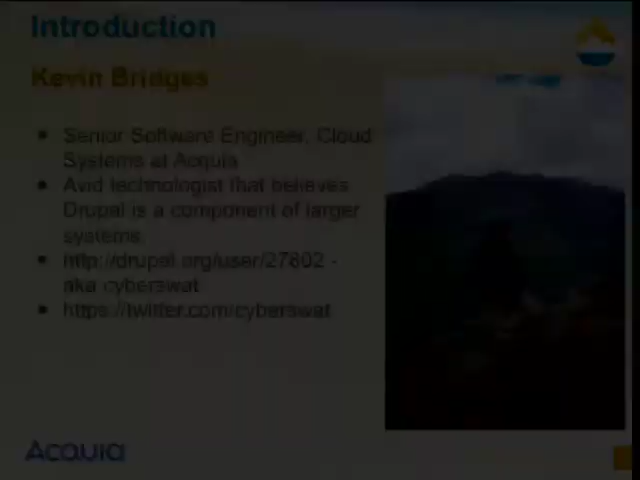 Introduction
Kevin Bridges
• Senior Software Engineer, Cloud
Systems at Acquia
• Avid technologist that believes
Drupal is a component of larger
systems.
• http://drupal.org/user/27802 -
aka cyberswat
• https://twitter.com/cyberswat
Acquia